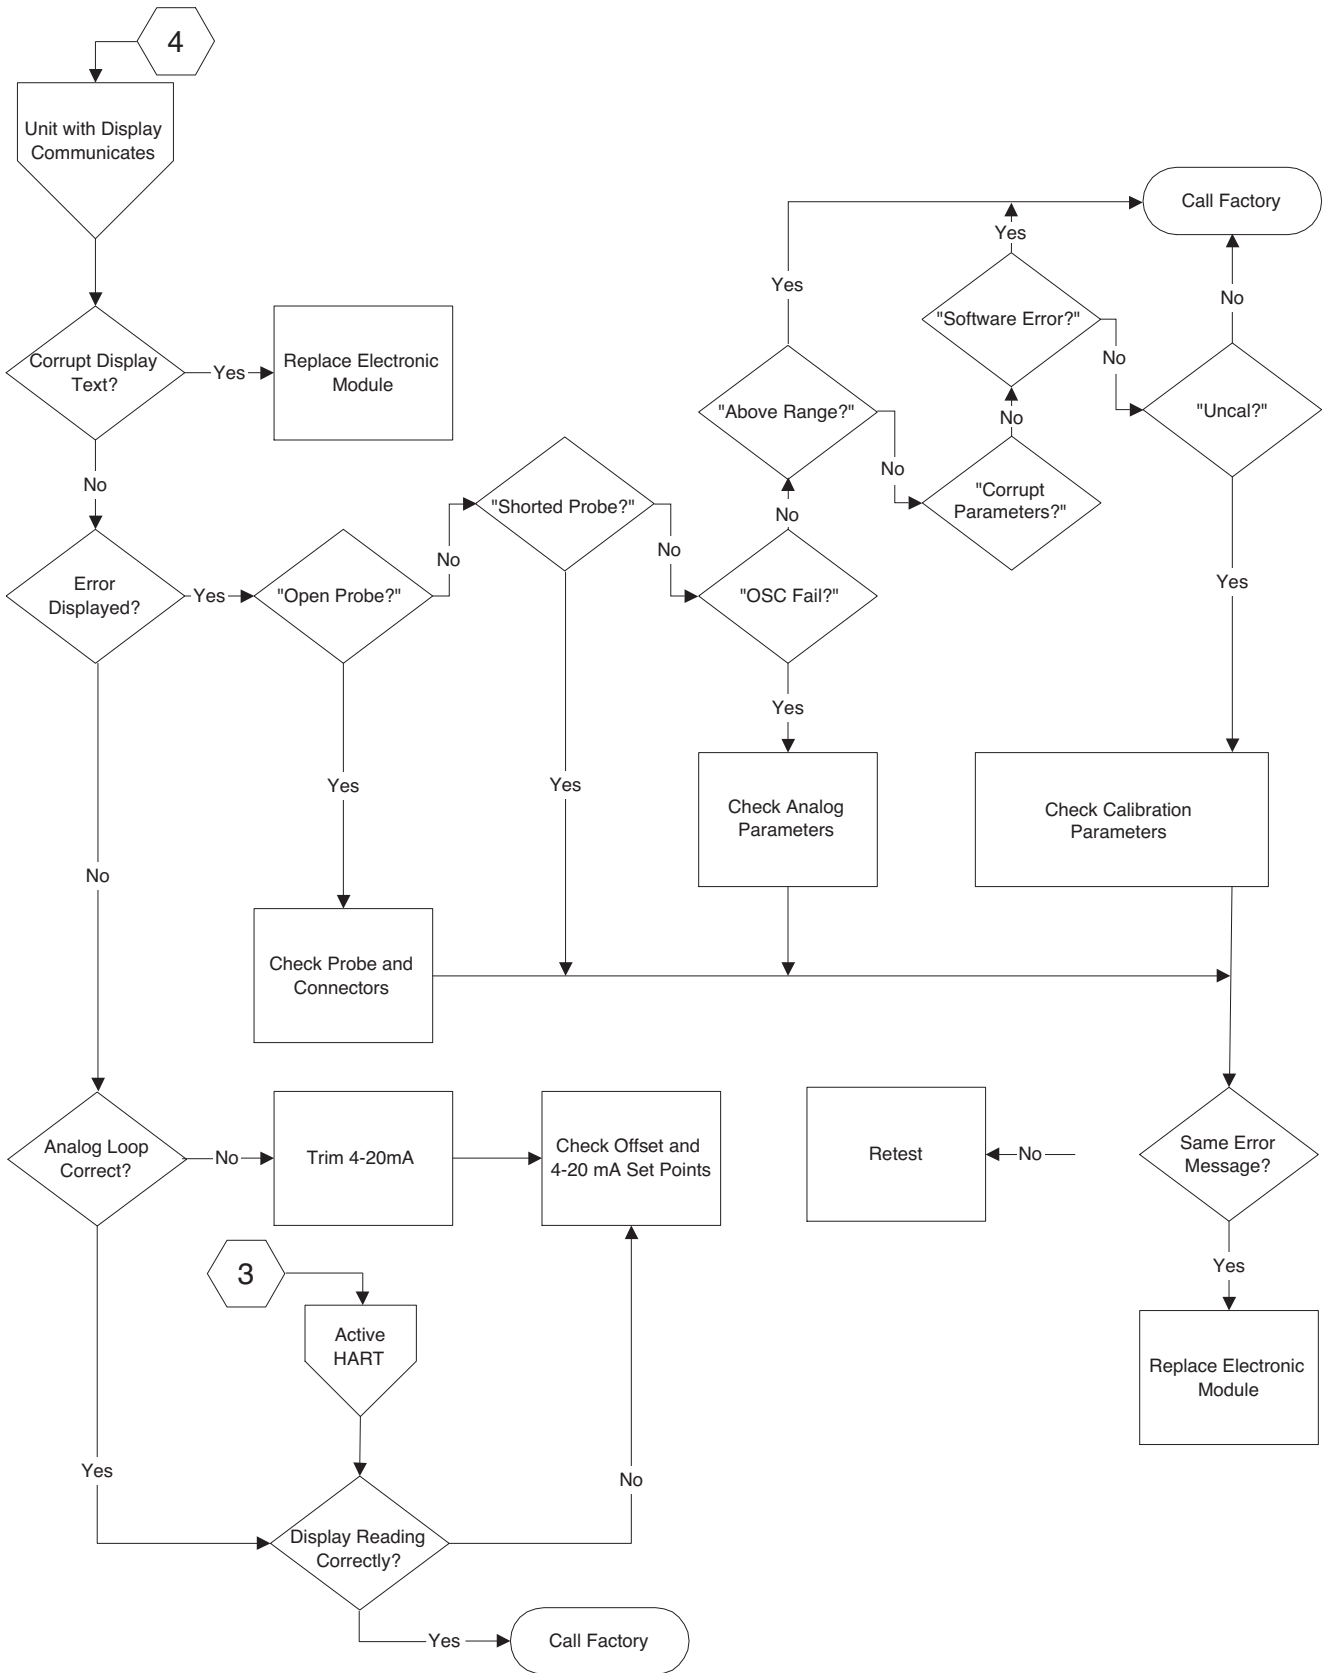 4
Unit with Display
Communicates
Call Factory
Yes
Yes
No
"Software Error?"
Corrupt Display
Text?
Yes
Replace Electronic
Module
No
"Above Range?"
No
"Uncal?"
No
No
"Corrupt
Parameters?"
"Shorted Probe?"
No
No
No
Error
Displayed?
Yes
"Open Probe?"
"OSC Fail?"
Yes
Yes
Yes
Yes
Check Analog
Parameters
Check Calibration
Parameters
No
Check Probe and
Connectors
Analog Loop
Correct?
No
Trim 4-20mA
Check Offset and
4-20 mA Set Points
Retest
No
Same Error
Message?
3
Yes
Active
HART
Replace Electronic
Module
Yes
No
Display Reading
Correctly?
Yes
Call Factory